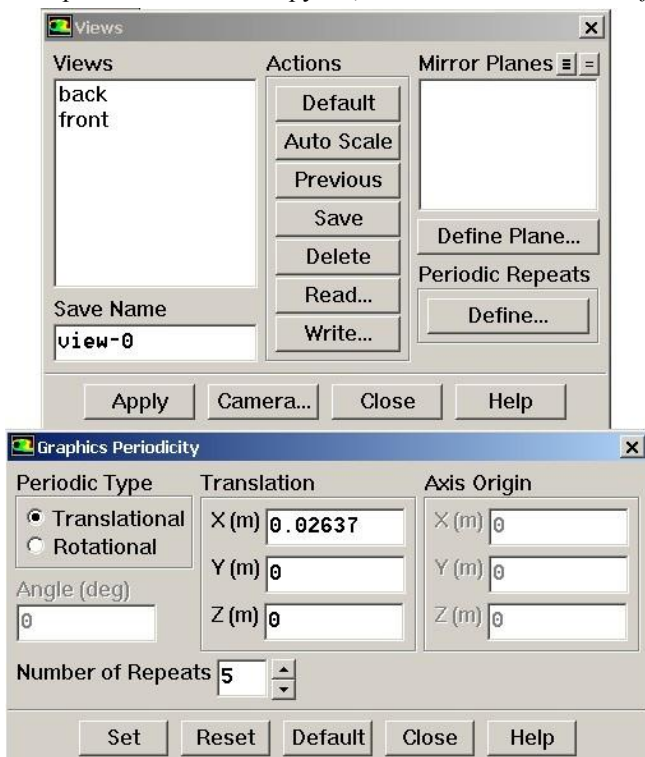 Views
Views
back
front
Save Name
view-0
Actions
Default
Auto Scale
Previous
Save
Delete
Read...
Write...
Mirror Planes
Define Plane...
Periodic Repeats
Define...
Apply Camera... Close Help
Graphics Periodicity
Periodic Type
Translational
Rotational
Angle (deg)
0
Translation
X (m) 0.02637
Y (m) 0
Z (m) 0
Axis Origin
X (m) 0
Y (m) 0
Z (m) 0
Number of Repeats 5
Set Reset Default Close Help